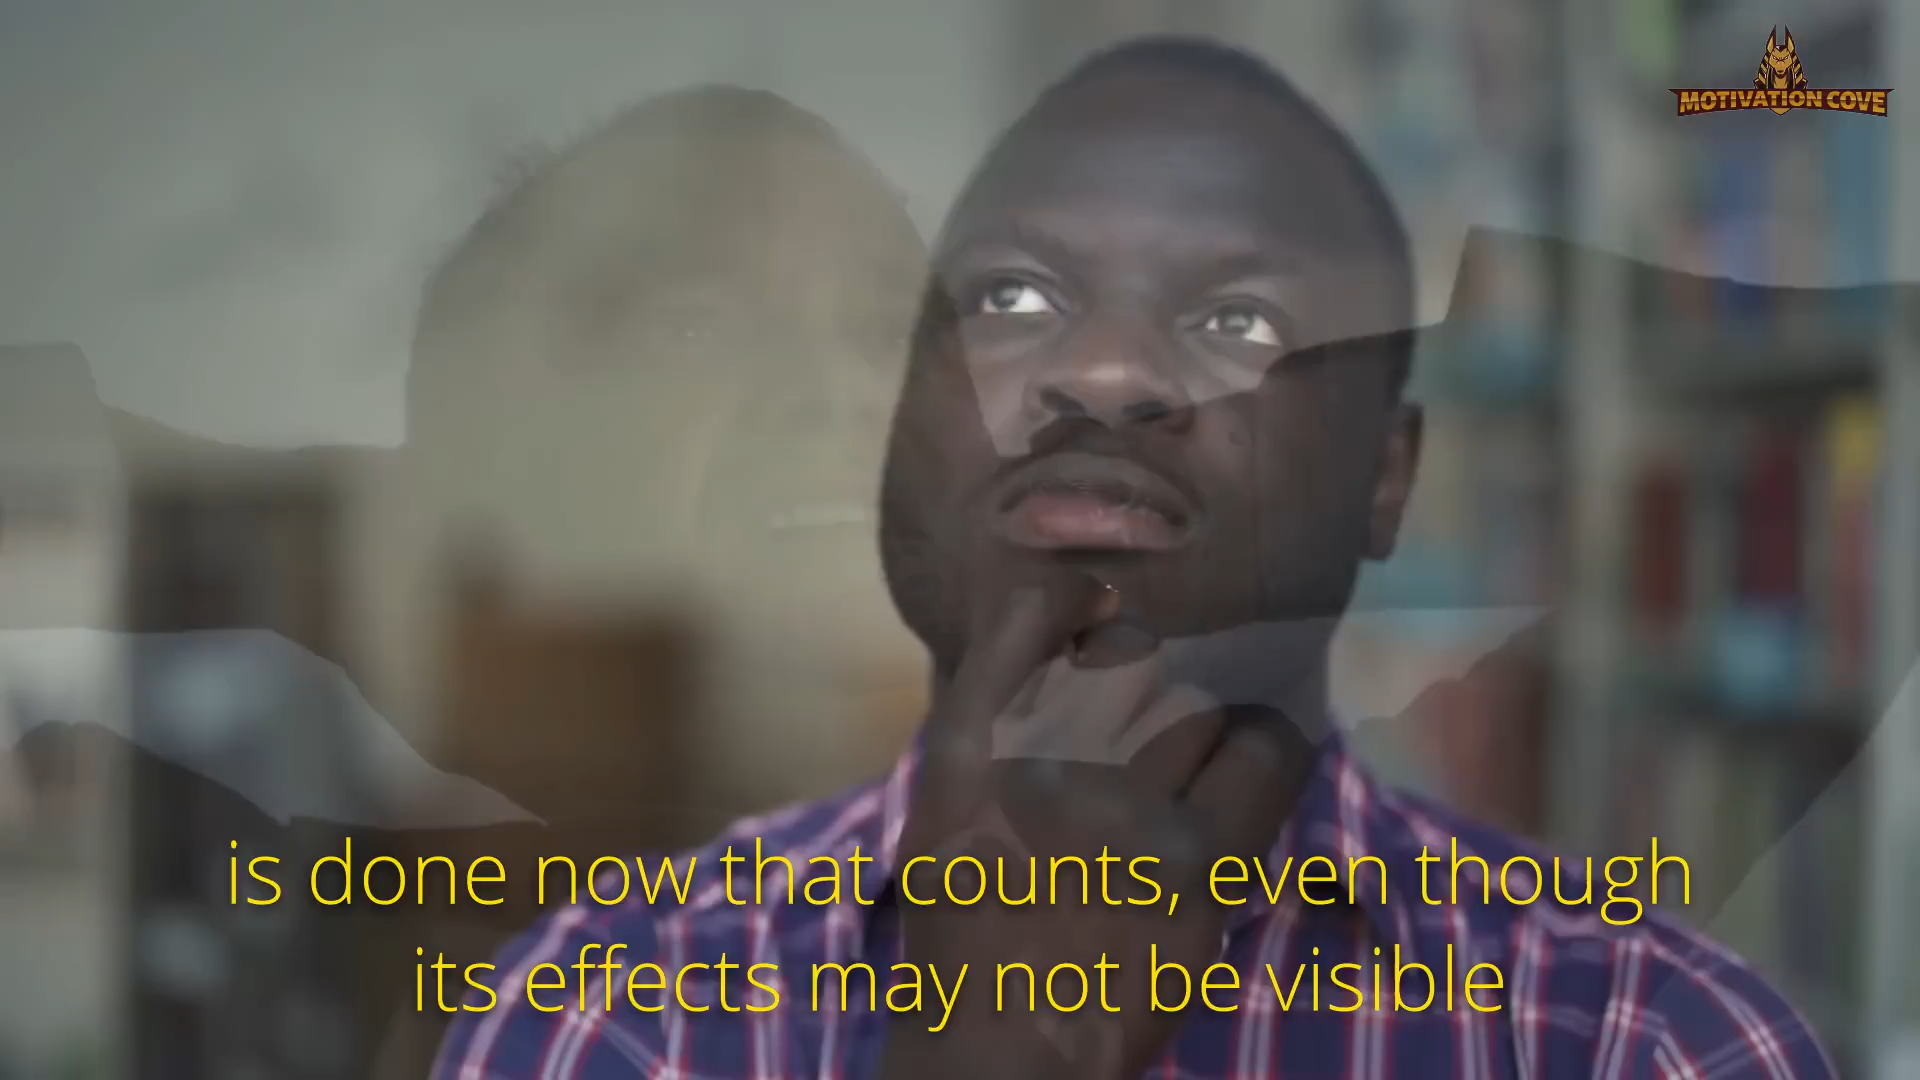 MOTIVATION COVE
is done now that counts, even though
its effects may not be visible